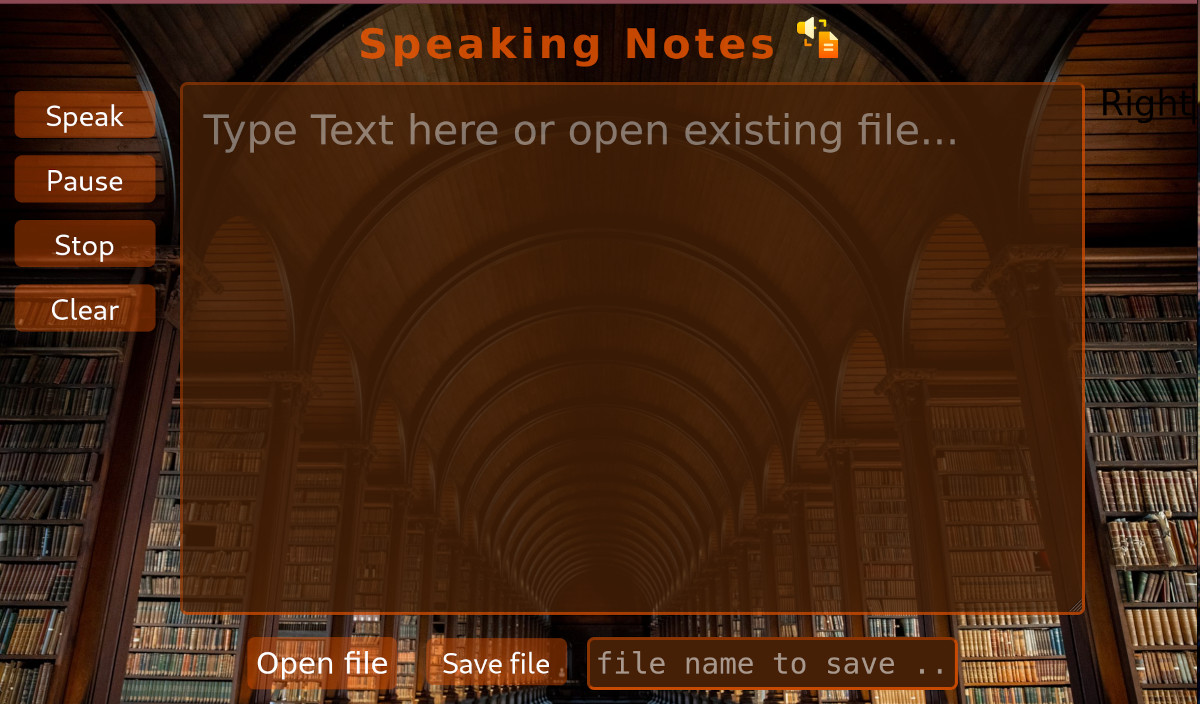 Speaking Notes
Speak
Pause
Stop
Clear
Type Text here or open existing file...
Right
Open file
Save file
file name to save ..